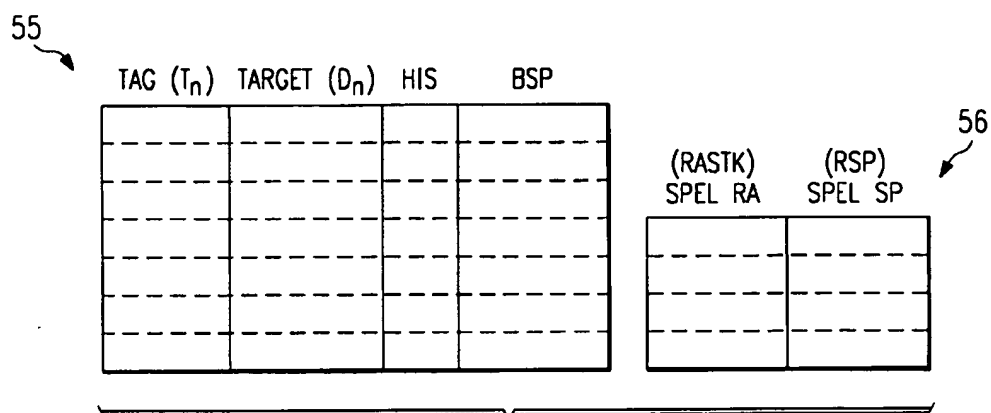 55
TAG (Tn) TARGET (Dn) HIS BSP
56
(RASTK) (RSP)
SPEL RA SPEL SP